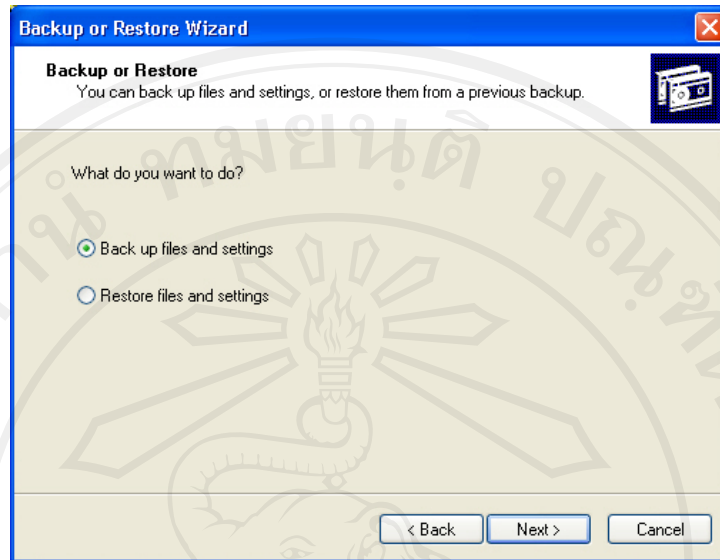 Backup or Restore Wizard
Backup or Restore
You can back up files and settings, or restore them from a previous backup.
What do you want to do?
Back up files and settings
Restore files and settings
< Back
Next >
Cancel